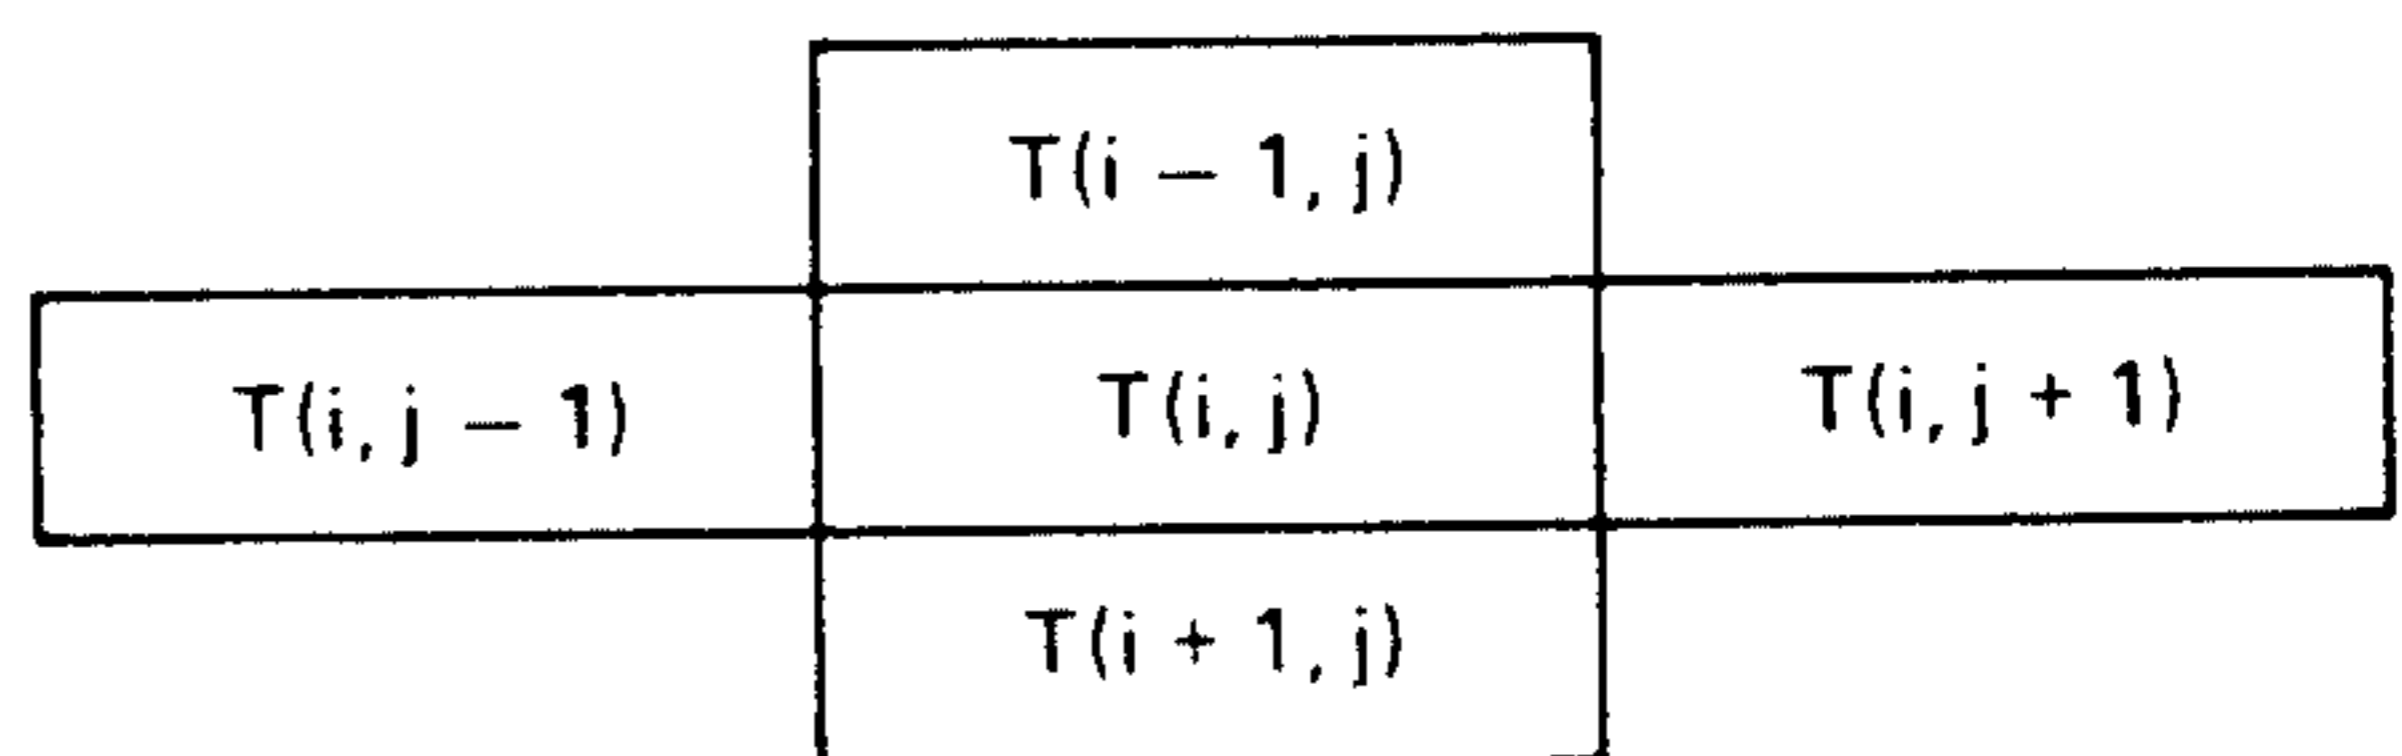 T(i − 1, j)
T(i, j − 1) T(i, j) T(i, j + 1)
T(i + 1, j)